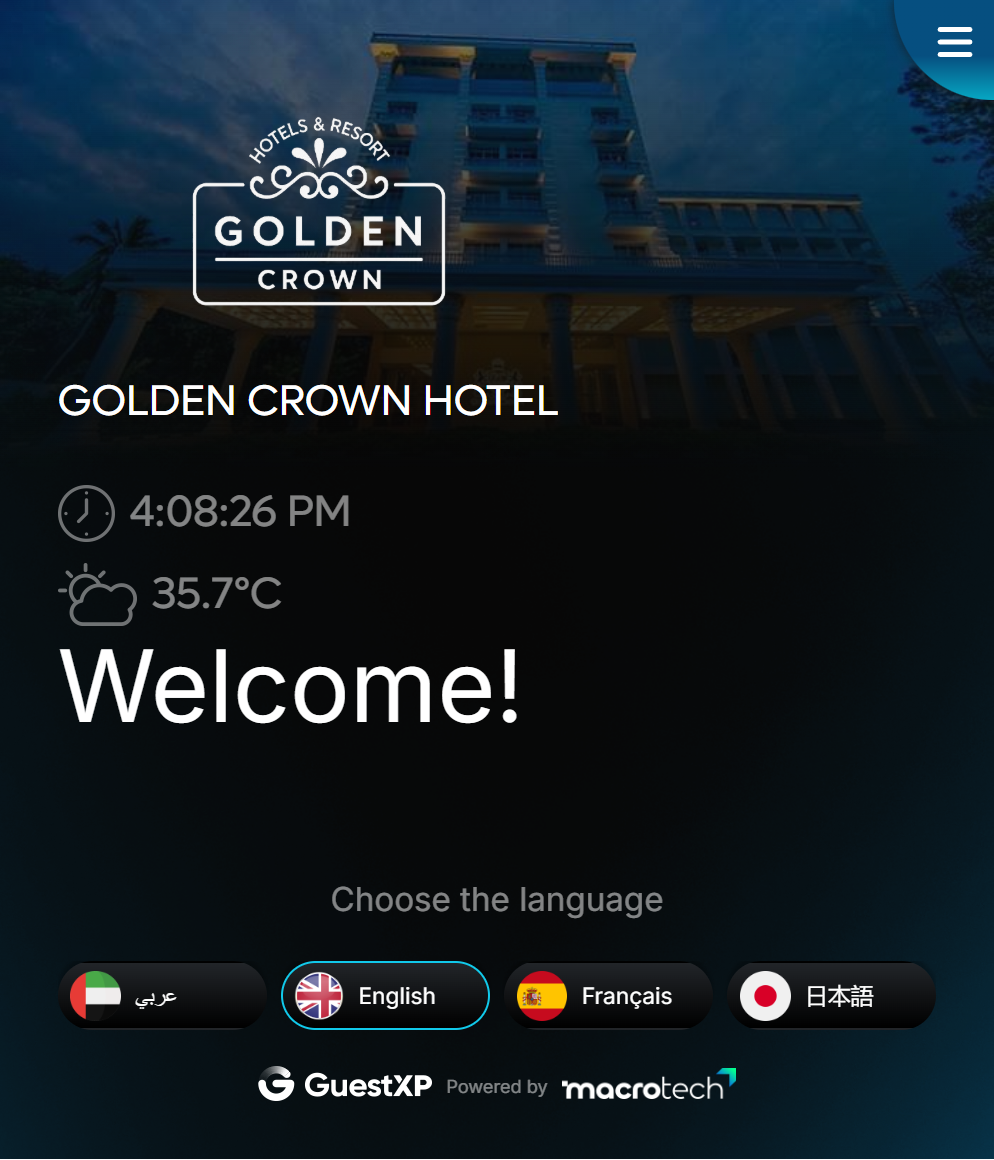 HOTELS & RESORT
GOLDEN
CROWN
GOLDEN CROWN HOTEL
4:08:26 PM
35.7°C
Welcome!
Choose the language
عربي
English
Français
日本語
GuestXP Powered by macrotech